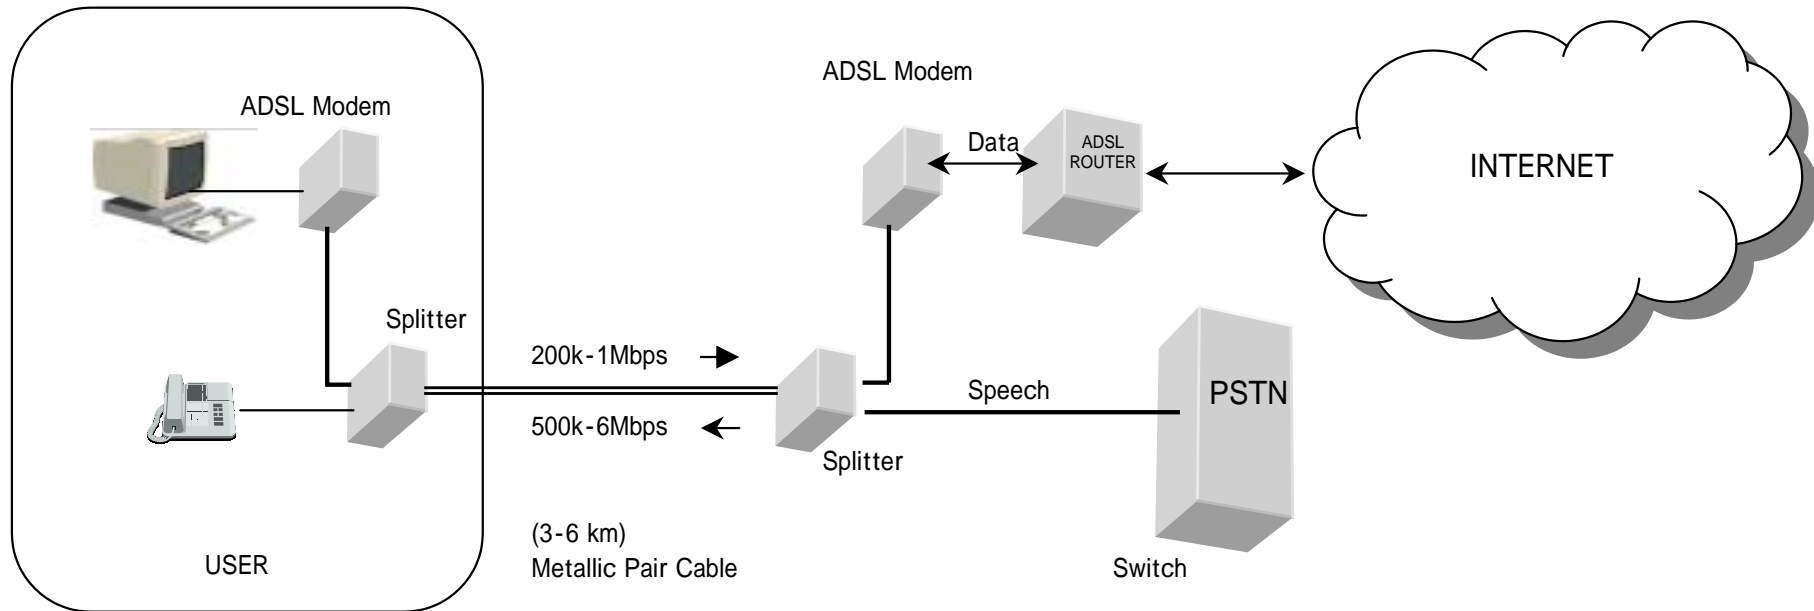 ADSL Modem
ADSL Modem
Data
ADSL
ROUTER
INTERNET
Splitter
200k-1Mbps
500k-6Mbps
Speech
PSTN
Splitter
(3-6 km)
Metallic Pair Cable
USER
Switch